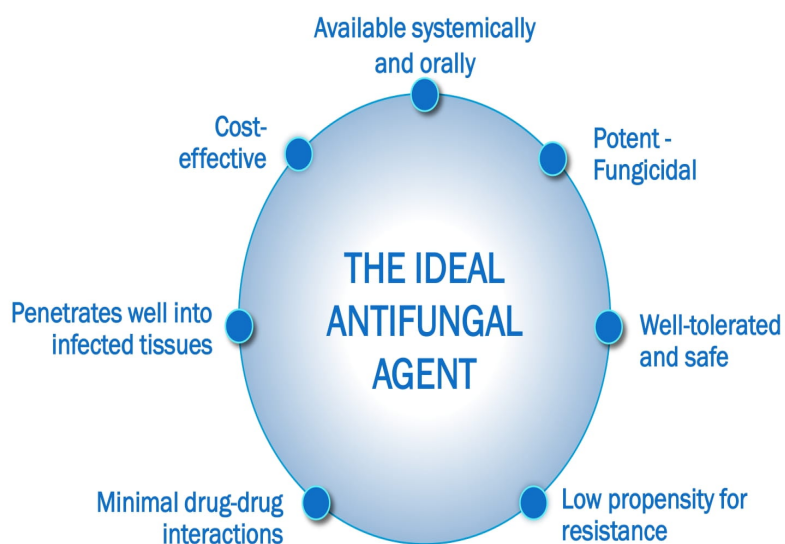 Available systemically
and orally
Potent -
Fungicidal
Well-tolerated
and safe
Low propensity for
resistance
Minimal drug-drug
interactions
Penetrates well into
infected tissues
Cost-
effective
THE IDEAL
ANTIFUNGAL
AGENT